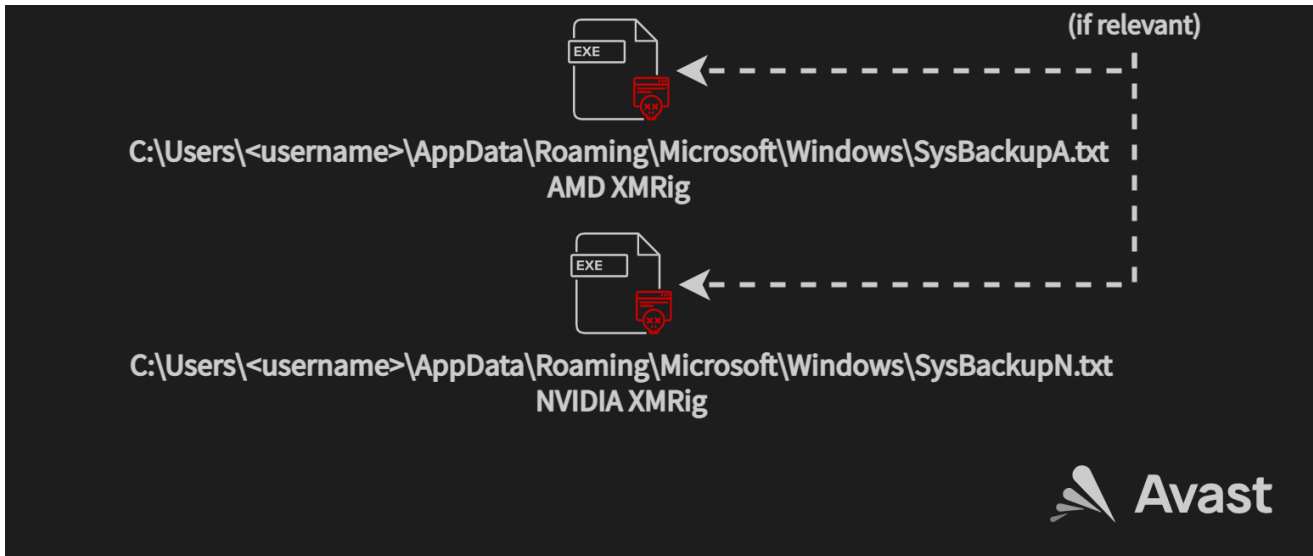 (if relevant)
EXE
C:\Users\<username>\AppData\Roaming\Microsoft\Windows\SysBackupA.txt
AMD XMRig
EXE
C:\Users\<username>\AppData\Roaming\Microsoft\Windows\SysBackupN.txt
NVIDIA XMRig
Avast